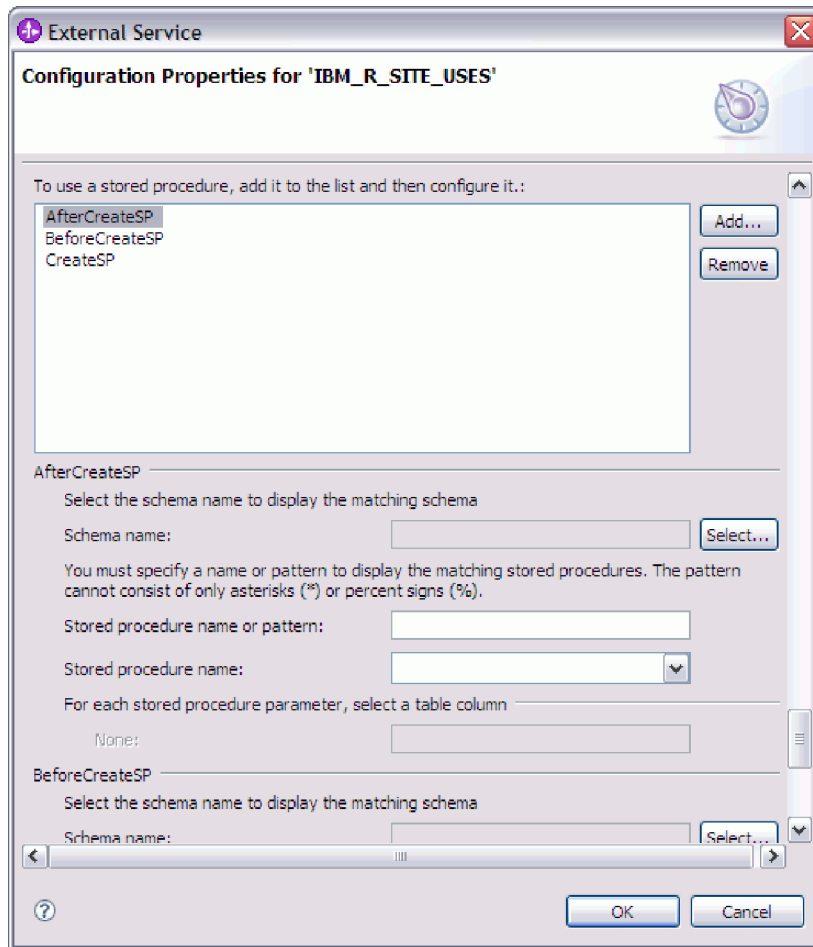 External Service
Configuration Properties for 'IBM_R_SITE_USES'
To use a stored procedure, add it to the list and then configure it.:
AfterCreateSP
BeforeCreateSP
CreateSP
Add...
Remove
AfterCreateSP
Select the schema name to display the matching schema
Schema name:
Select...
You must specify a name or pattern to display the matching stored procedures. The pattern
cannot consist of only asterisks (*) or percent signs (%).
Stored procedure name or pattern:
Stored procedure name:
For each stored procedure parameter, select a table column
None:
BeforeCreateSP
Select the schema name to display the matching schema
Schema name:
Select...
OK
Cancel